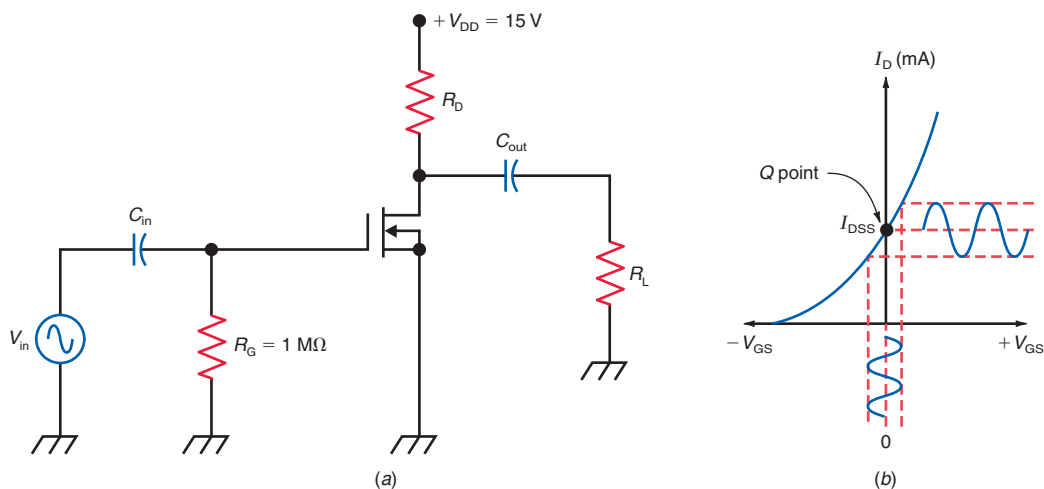 + V_DD = 15 V
R_D
C_out
C_in
R_L
V_in
R_G = 1 MΩ
(a)
I_D (mA)
Q point
I_DSS
− V_GS
+ V_GS
0
(b)